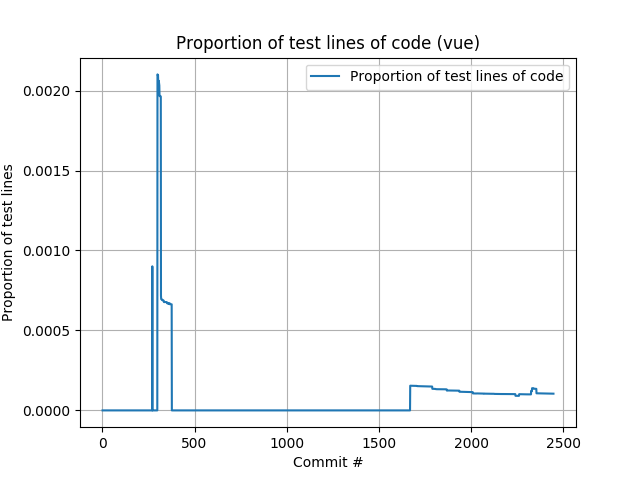 Proportion of test lines of code (vue)
Proportion of test lines of code
Proportion of test lines
0.0020
0.0015
0.0010
0.0005
0.0000
0 500 1000 1500 2000 2500
Commit #